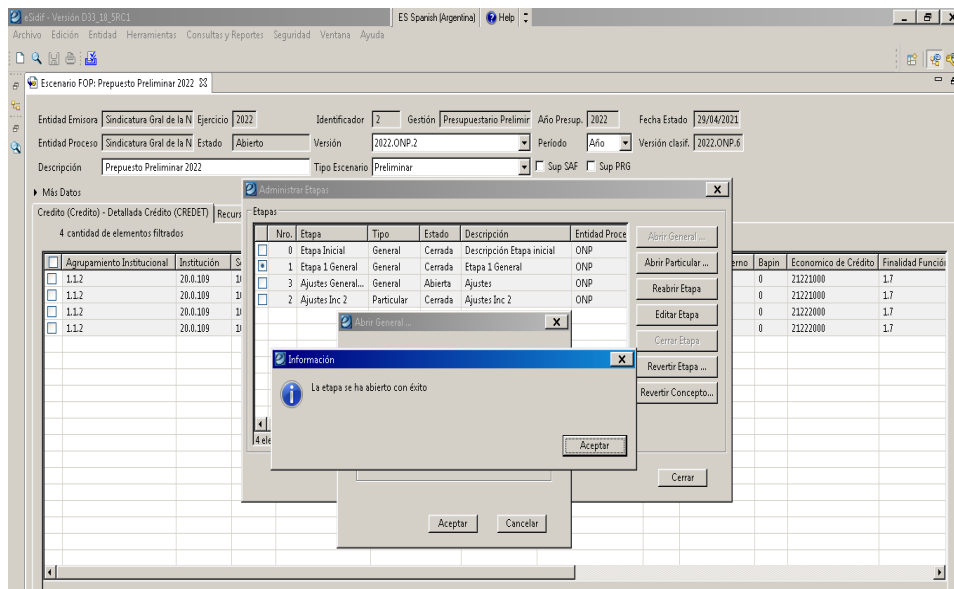 eSidif - Versión D33_18_5RC1
ES Spanish (Argentina) Help
Archivo Edición Entidad Herramientas Consultas y Reportes Seguridad Ventana Ayuda
Escenario FOP: Prepuesto Preliminar 2022
Entidad Emisora Sindicatura Gral de la N Ejercicio 2022 Identificador 2 Gestión Presupuestario Prelimir Año Presup. 2022 Fecha Estado 29/04/2021
Entidad Proceso Sindicatura Gral de la N Estado Abierto Versión 2022.ONP.2 Período Año Versión clasif. 2022.ONP.6
Descripción Prepuesto Preliminar 2022 Tipo Escenario Preliminar Sup SAF Sup PRG
Más Datos
Credito (Credito) - Detallada Crédito (CREDET) Recurs
4 cantidad de elementos filtrados
Agrupamiento Institucional Institución erno Bapin Economico de Crédito Finalidad Funció
1.1.2 20.0.109 0 21221000 1.7
1.1.2 20.0.109 0 21221000 1.7
1.1.2 20.0.109 0 21222000 1.7
1.1.2 20.0.109 0 21222000 1.7
Administrar Etapas
Etapas
Nro. Etapa Tipo Estado Descripción Entidad Proce
0 Etapa Inicial General Cerrada Descripción Etapa inicial ONP
1 Etapa 1 General General Cerrada Etapa 1 General ONP
3 Ajustes General... General Abierta Ajustes ONP
2 Ajustes Inc 2 Particular Cerrada Ajustes Inc 2 ONP
4 ele
Abrir General ...
Abrir Particular ...
Reabrir Etapa
Editar Etapa
Cerrar Etapa
Revertir Etapa ...
Revertir Concepto...
Cerrar
Abrir General ...
Información
La etapa se ha abierto con éxito
Aceptar
Aceptar Cancelar